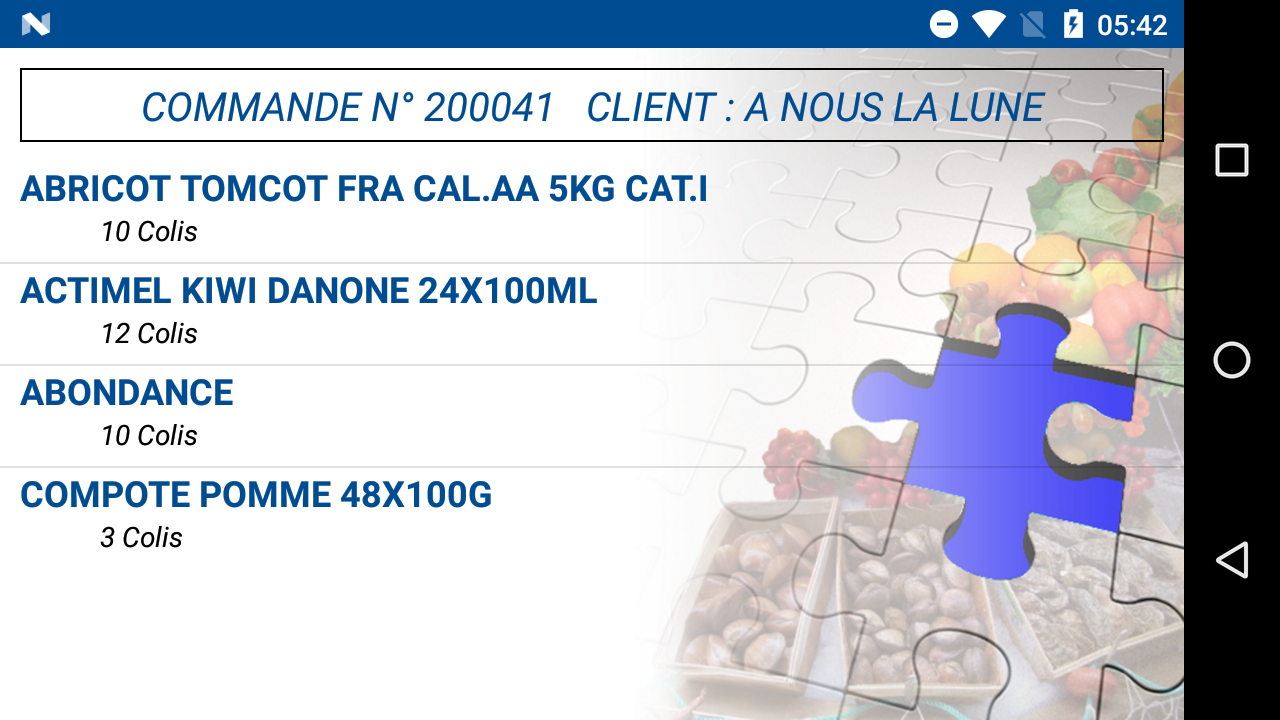 05:42
COMMANDE N° 200041 CLIENT : A NOUS LA LUNE
ABRICOT TOMCOT FRA CAL.AA 5KG CAT.I
10 Colis
ACTIMEL KIWI DANONE 24X100ML
12 Colis
ABONDANCE
10 Colis
COMPOTE POMME 48X100G
3 Colis